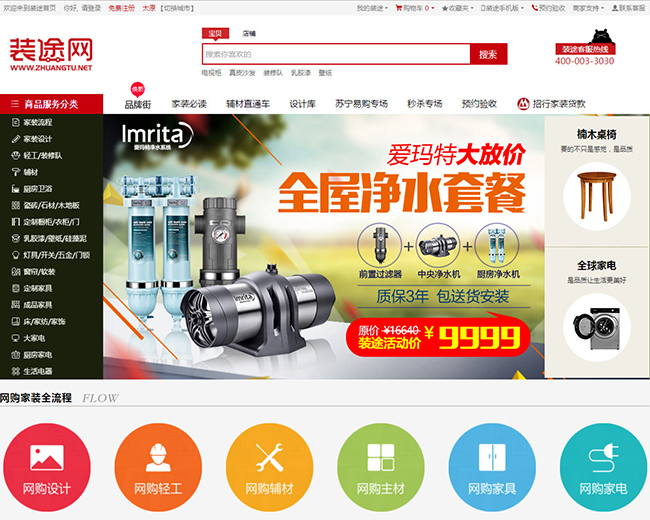 欢迎来到装途首页 你好, 请登录 免费注册 太原 【切换城市】
我的装途 购物车 0 收藏夹 装途手机版 预约验收 商家支持 联系客服
装途网
WWW.ZHUANGTU.NET
宝贝 店铺
搜索你喜欢的 搜索
电视柜 真皮沙发 装修队 乳胶漆 壁纸
装途客服热线
400-003-3030
商品服务分类
品牌街 家装必读 辅材直通车 设计库 苏宁易购专场 秒杀专场 预约验收 招行家装贷款
家装流程
家装设计
轻工/装修队
辅材
厨房卫浴
瓷砖/石材/木地板
定制橱柜/衣柜/门
乳胶漆/壁纸/硅藻泥
灯具/开关/五金/门锁
窗帘/软装
定制家具
成品家具
床/家纺/家饰
大家电
厨房家电
生活电器
Imrita
爱玛特净水系统
爱玛特大放价
全屋净水套餐
前置过滤器 + 中央净水机 + 厨房净水机
质保3年 包送货安装
原价 ¥16640
装途活动价 ¥ 9999
Imrita
楠木桌椅
要的不只是感觉，是品质
全球家电
是品质让生活更美好
网购家装全流程 FLOW
网购设计
网购轻工
网购辅材
网购主材
网购家具
网购家电